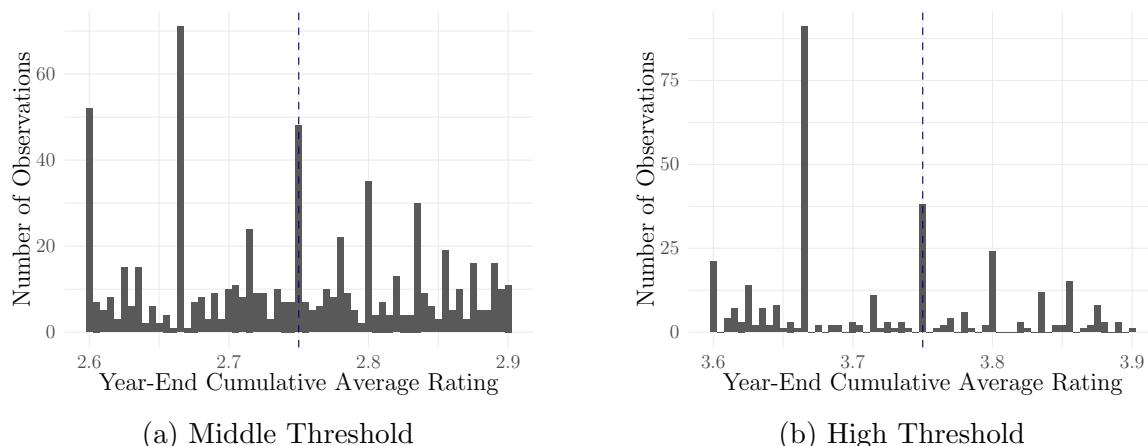 Number of Observations
60
40
20
0
2.6 2.7 2.8 2.9
Year-End Cumulative Average Rating
(a) Middle Threshold
Number of Observations
75
50
25
0
3.6 3.7 3.8 3.9
Year-End Cumulative Average Rating
(b) High Threshold